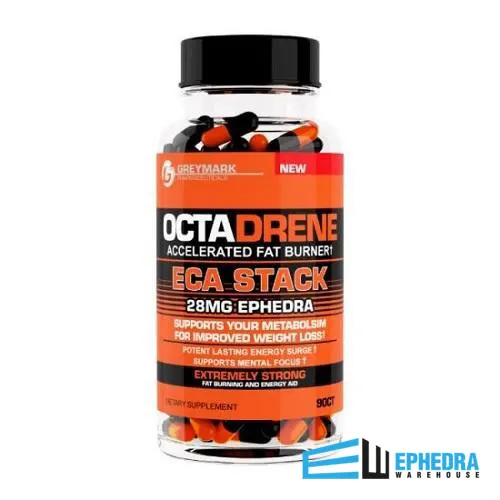 GREYMARK
PHARMACEUTICALS
NEW
OCTADRENE
ACCELERATED FAT BURNER†
ECA STACK
28MG EPHEDRA
SUPPORTS YOUR METABOLSIM
FOR IMPROVED WEIGHT LOSS†
POTENT LASTING ENERGY SURGE†
SUPPORTS MENTAL FOCUS†
EXTREMELY STRONG
FAT BURNING AND ENERGY AID
DIETARY SUPPLEMENT
90CT
EPHEDRA
WAREHOUSE